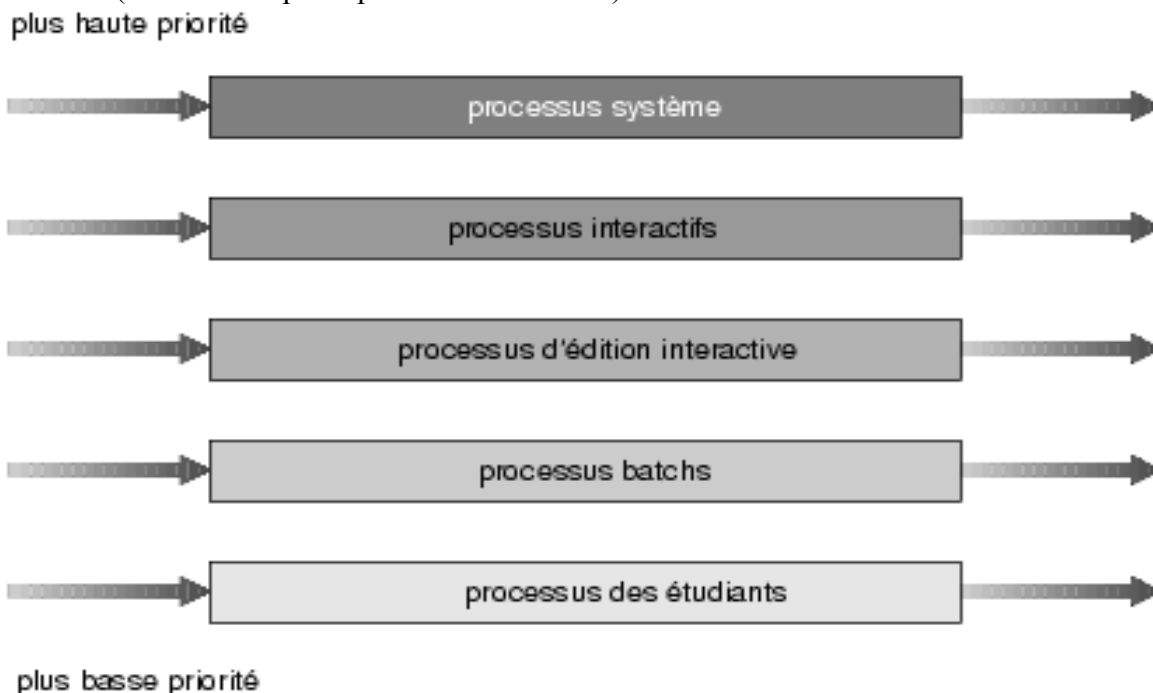 plus haute priorité
processus système
processus interactifs
processus d'édition interactive
processus batchs
processus des étudiants
plus basse priorité